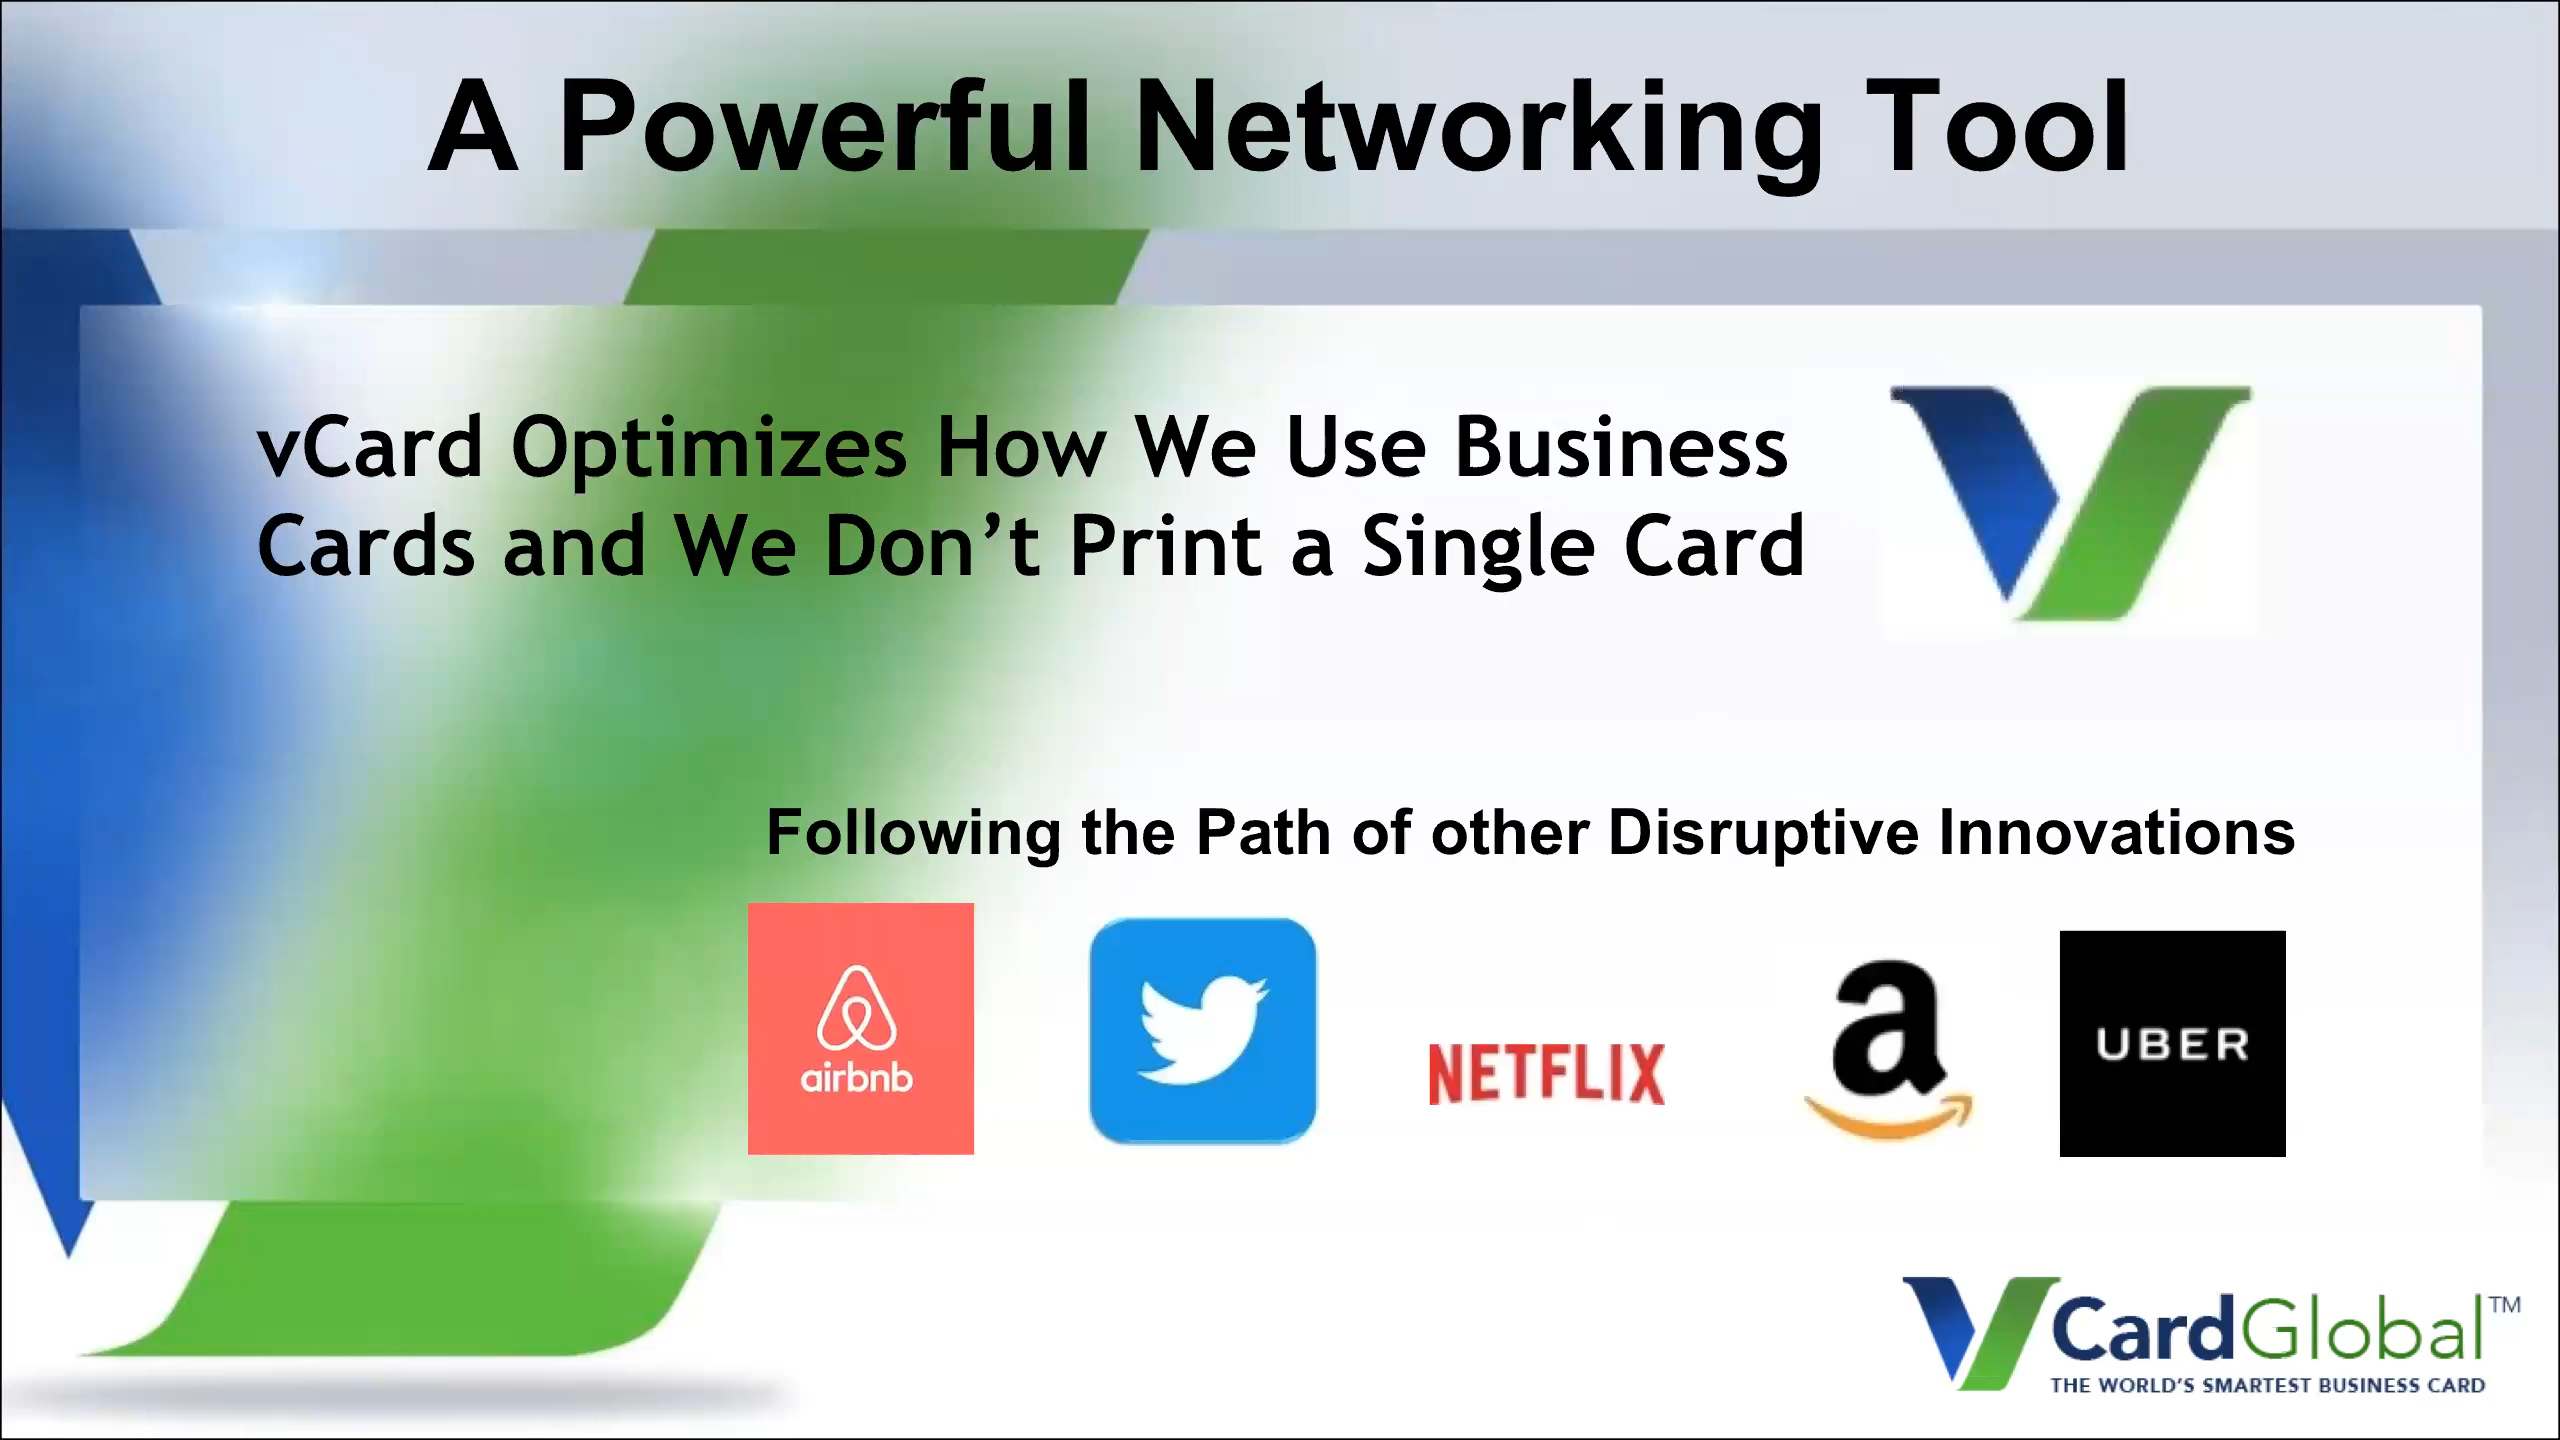 A Powerful Networking Tool
vCard Optimizes How We Use Business
Cards and We Don’t Print a Single Card
Following the Path of other Disruptive Innovations
airbnb
NETFLIX
a
UBER
VCardGlobal™
THE WORLD'S SMARTEST BUSINESS CARD